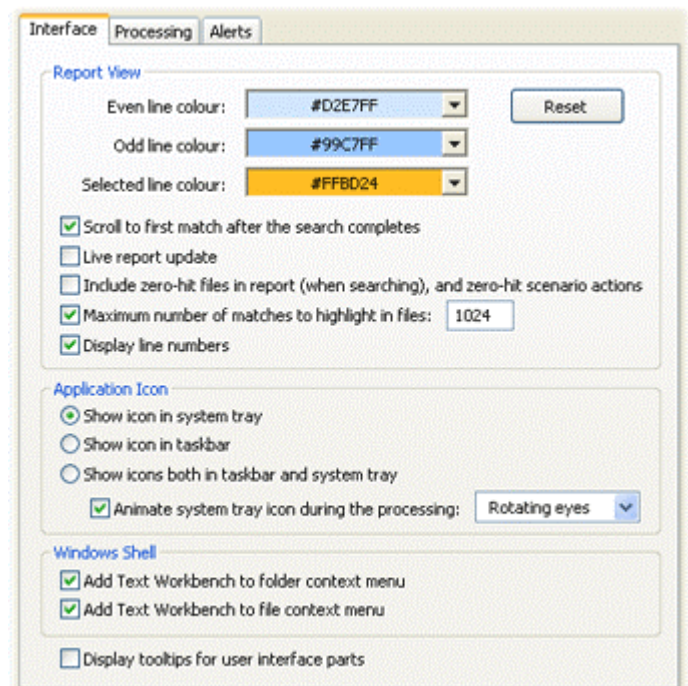 Interface Processing Alerts
Report View
Even line colour: #D2E7FF Reset
Odd line colour: #99C7FF
Selected line colour: #FFBD24
Scroll to first match after the search completes
Live report update
Include zero-hit files in report (when searching), and zero-hit scenario actions
Maximum number of matches to highlight in files: 1024
Display line numbers
Application Icon
Show icon in system tray
Show icon in taskbar
Show icons both in taskbar and system tray
Animate system tray icon during the processing: Rotating eyes
Windows Shell
Add Text Workbench to folder context menu
Add Text Workbench to file context menu
Display tooltips for user interface parts